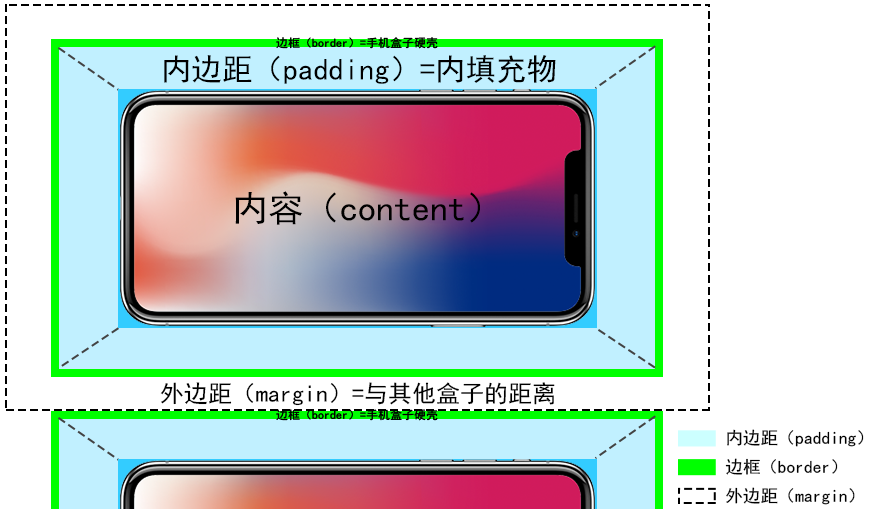 边框（border）=手机盒子硬壳
内边距（padding）=内填充物
内容（content）
外边距（margin）=与其他盒子的距离
边框（border）=手机盒子硬壳
内边距（padding）
边框（border）
外边距（margin）